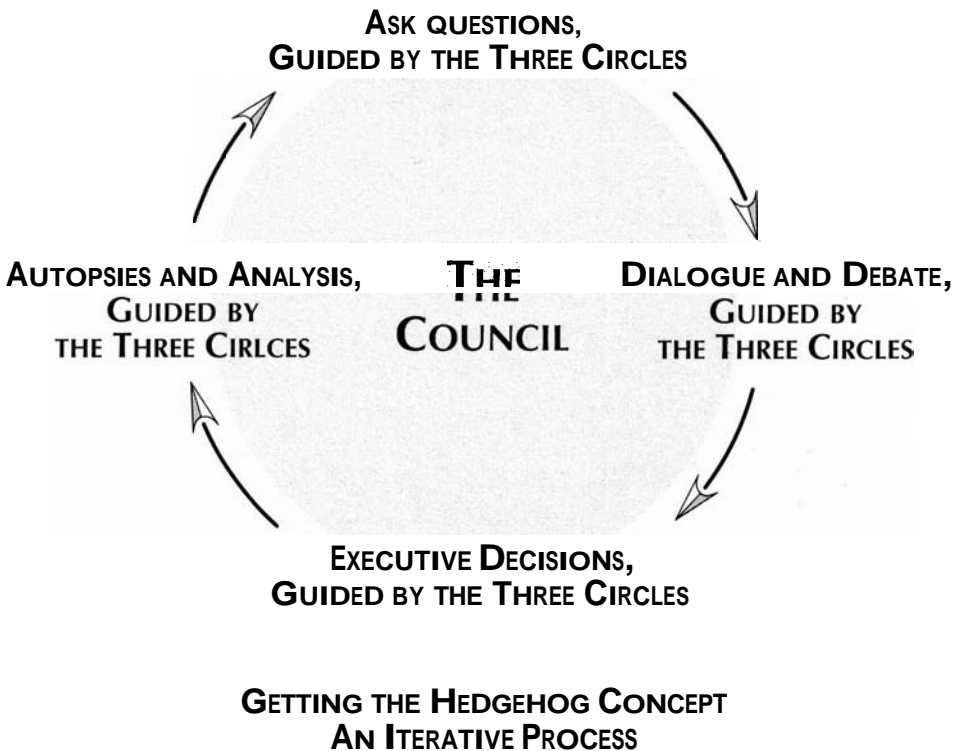 ASK QUESTIONS,
GUIDED BY THE THREE CIRCLES
AUTOPSIES AND ANALYSIS,
GUIDED BY
THE THREE CIRLCES
THE
COUNCIL
DIALOGUE AND DEBATE,
GUIDED BY
THE THREE CIRCLES
EXECUTIVE DECISIONS,
GUIDED BY THE THREE CIRCLES
GETTING THE HEDGEHOG CONCEPT
AN ITERATIVE PROCESS